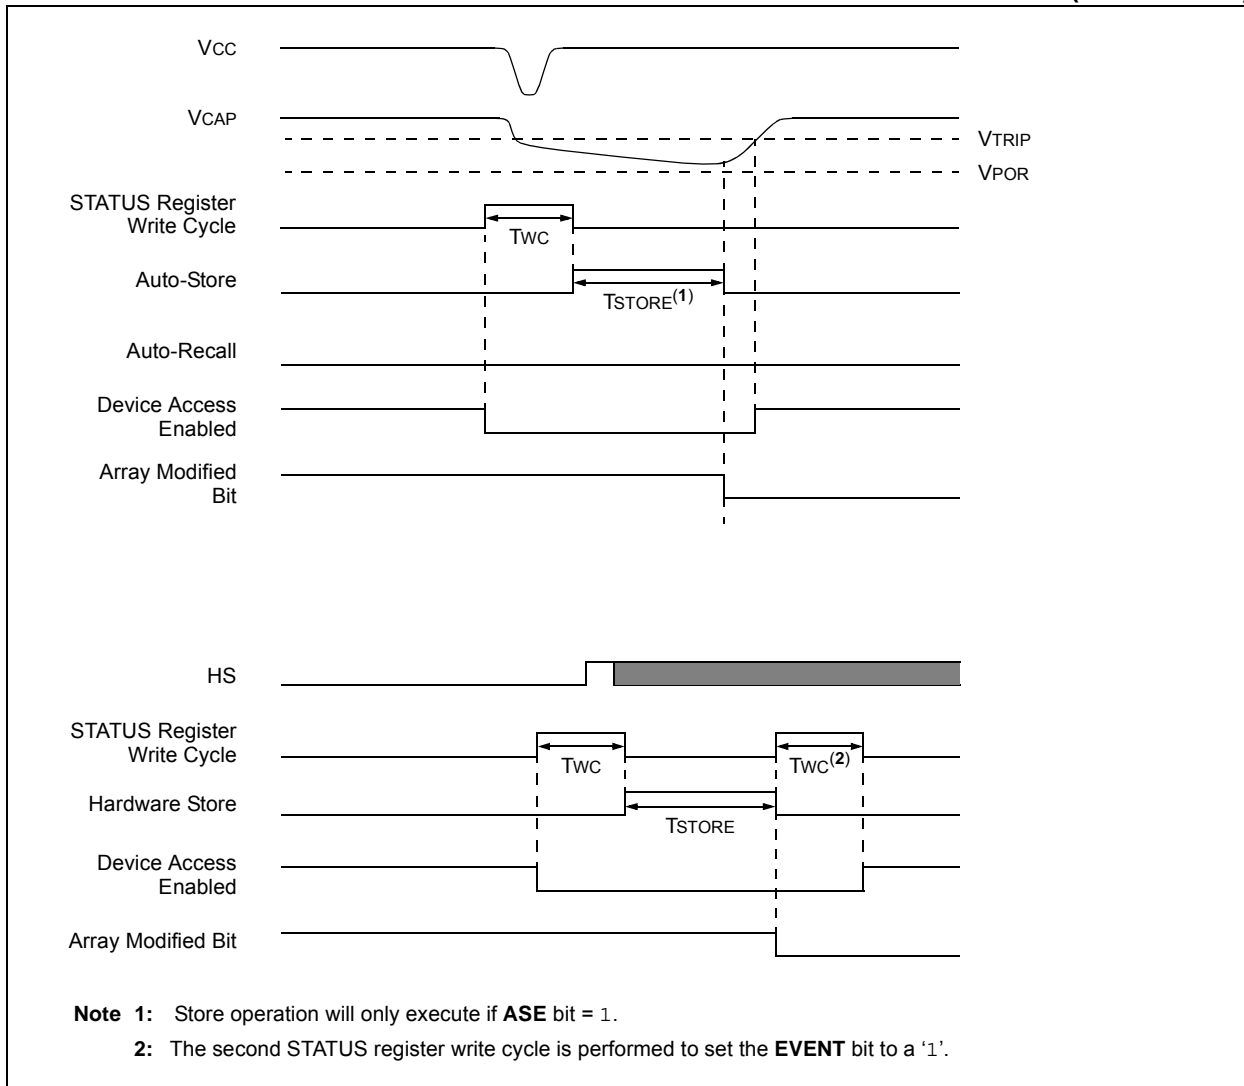 VCC
VCAP
VTRIP
VPOR
STATUS Register
Write Cycle
TWC
Auto-Store
TSTORE(1)
Auto-Recall
Device Access
Enabled
Array Modified
Bit
HS
STATUS Register
Write Cycle
TWC
TWC(2)
Hardware Store
TSTORE
Device Access
Enabled
Array Modified Bit
Note 1: Store operation will only execute if ASE bit = 1.
2: The second STATUS register write cycle is performed to set the EVENT bit to a ‘1’.